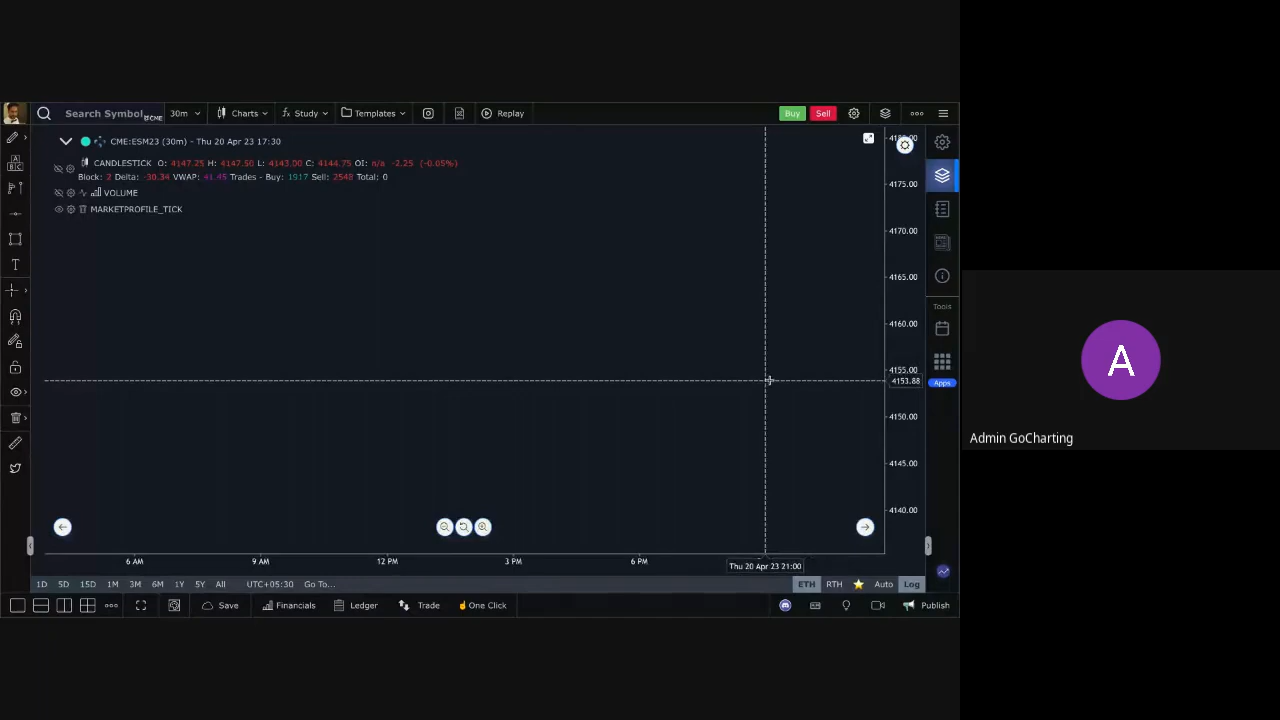 Search Symbol CME 30m Charts Study Templates Replay Buy Sell
CME:ESM23 (30m) - Thu 20 Apr 23 17:30
CANDLESTICK O: 4147.25 H: 4147.50 L: 4143.00 C: 4144.75 OI: n/a -2.25 (-0.05%)
Block: 2 Delta: -30.34 VWAP: 41.45 Trades - Buy: 1917 Sell: 2548 Total: 0
VOLUME
MARKETPROFILE_TICK
4175.00
4170.00
4165.00
Tools
4160.00
4155.00
4153.88
Apps
A
4150.00
Admin GoCharting
4145.00
4140.00
6 AM 9 AM 12 PM 3 PM 6 PM
Thu 20 Apr 23 21:00
1D 5D 15D 1M 3M 6M 1Y 5Y All UTC+05:30 Go To... ETH RTH Auto Log
Save Financials Ledger Trade One Click Publish